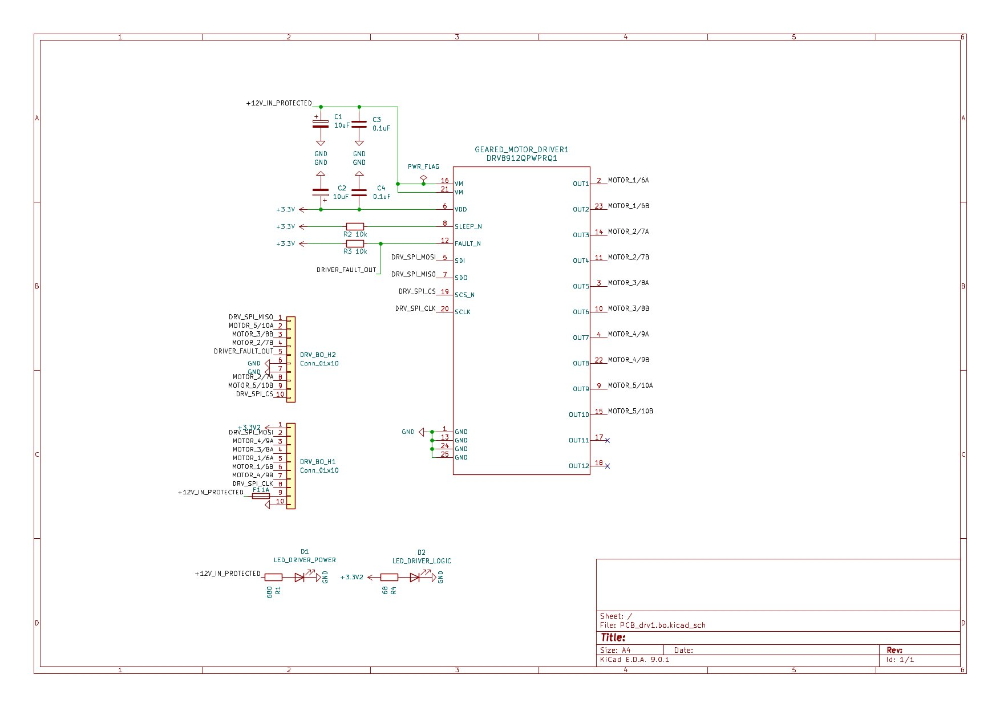 1 2 3 4 5 6
A A
B B
C C
D D
+12V_IN_PROTECTED
+
C1
10uF
C3
0.1uF
GND
GND
GND
GND
C2
10uF
+
C4
0.1uF
+3.3V
+3.3V
R2 10k
+3.3V
R3 10k
DRIVER_FAULT_OUT
PWR_FLAG
GEARED_MOTOR_DRIVER1
DRV8912QPWPRQ1
16 VM
21 VM
6 VDD
8 SLEEP_N
12 FAULT_N
DRV_SPI_MOSI 5 SDI
DRV_SPI_MISO 7 SDO
DRV_SPI_CS 19 SCS_N
DRV_SPI_CLK 20 SCLK
GND 1 GND
13 GND
24 GND
25 GND
OUT1 2 MOTOR_1/6A
OUT2 23 MOTOR_1/6B
OUT3 14 MOTOR_2/7A
OUT4 11 MOTOR_2/7B
OUT5 3 MOTOR_3/8A
OUT6 10 MOTOR_3/8B
OUT7 4 MOTOR_4/9A
OUT8 22 MOTOR_4/9B
OUT9 9 MOTOR_5/10A
OUT10 15 MOTOR_5/10B
OUT11 17
OUT12 18
DRV_SPI_MISO 1
MOTOR_5/10A 2
MOTOR_3/8B 3
MOTOR_2/7B 4
DRIVER_FAULT_OUT 5
GND 6
GND 7
MOTOR_2/7A 8
MOTOR_5/10B 9
DRV_SPI_CS 10
DRV_BO_H2
Conn_01x10
+3.3V2 1
DRV_SPI_MOSI 2
MOTOR_4/9A 3
MOTOR_3/8A 4
MOTOR_1/6A 5
MOTOR_1/6B 6
MOTOR_4/9B 7
DRV_SPI_CLK 8
+12V_IN_PROTECTED F11A 9
10
DRV_BO_H1
Conn_01x10
D1
LED_DRIVER_POWER
+12V_IN_PROTECTED
680
R1
GND
D2
LED_DRIVER_LOGIC
+3.3V2
68
R4
GND
Sheet: /
File: PCB_drv1.bo.kicad_sch
Title:
Size: A4 Date: Rev:
KiCad E.D.A. 9.0.1 Id: 1/1
1 2 3 4 5 6